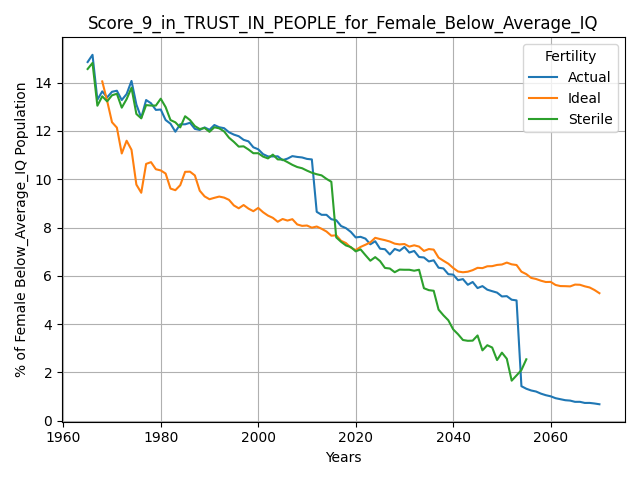 Score_9_in_TRUST_IN_PEOPLE_for_Female_Below_Average_IQ
% of Female Below_Average_IQ Population
14
12
10
8
6
4
2
0
Fertility
Actual
Ideal
Sterile
1960 1980 2000 2020 2040 2060
Years